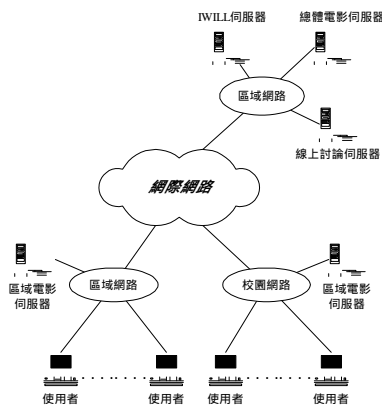 IWILL伺服器
總體電影伺服器
區域網路
線上討論伺服器
網際網路
區域電影
伺服器
區域網路
校園網路
區域電影
伺服器
使用者
使用者
使用者
使用者